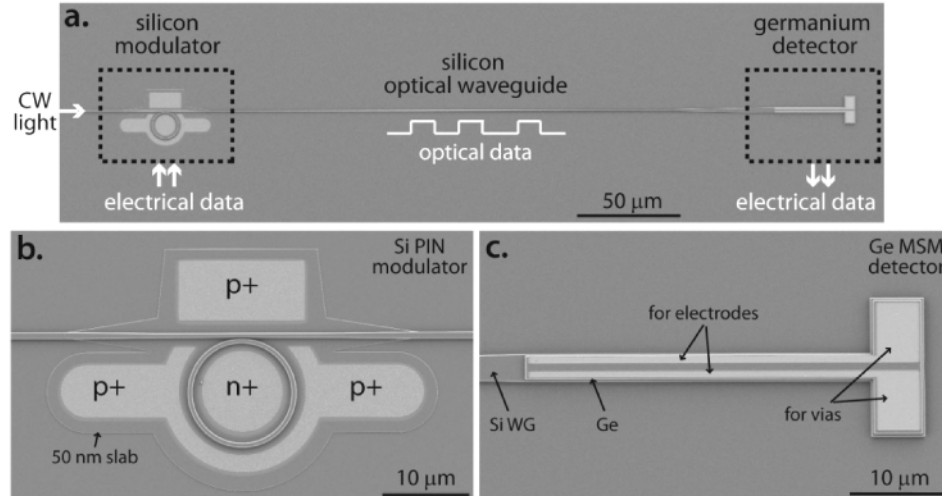 a.
silicon
modulator
germanium
detector
silicon
optical waveguide
CW
light
optical data
electrical data
electrical data
50 µm
b.
Si PIN
modulator
p+
p+
n+
p+
50 nm slab
10 µm
c.
Ge MSM
detector
for electrodes
Si WG
Ge
for vias
10 µm